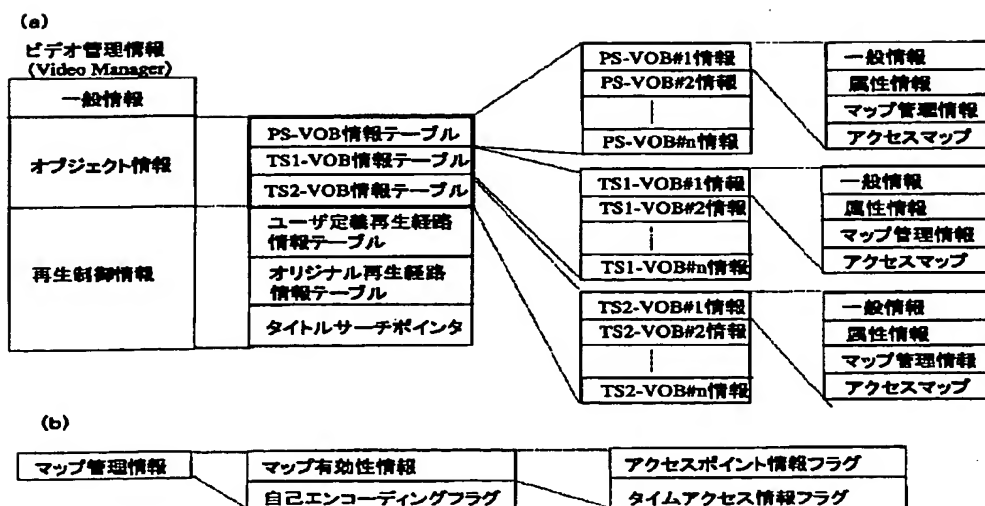 (a)
ビデオ管理情報
(Video Manager)
一般情報
オブジェクト情報
再生制御情報
PS-VOB情報テーブル
TS1-VOB情報テーブル
TS2-VOB情報テーブル
ユーザ定義再生経路
情報テーブル
オリジナル再生経路
情報テーブル
タイトルサーチポインタ
PS-VOB#1情報
PS-VOB#2情報
PS-VOB#n情報
一般情報
属性情報
マップ管理情報
アクセスマップ
TS1-VOB#1情報
TS1-VOB#2情報
TS1-VOB#n情報
一般情報
属性情報
マップ管理情報
アクセスマップ
TS2-VOB#1情報
TS2-VOB#2情報
TS2-VOB#n情報
一般情報
属性情報
マップ管理情報
アクセスマップ
(b)
マップ管理情報
マップ有効性情報
自己エンコーディングフラグ
アクセスポイント情報フラグ
タイムアクセス情報フラグ